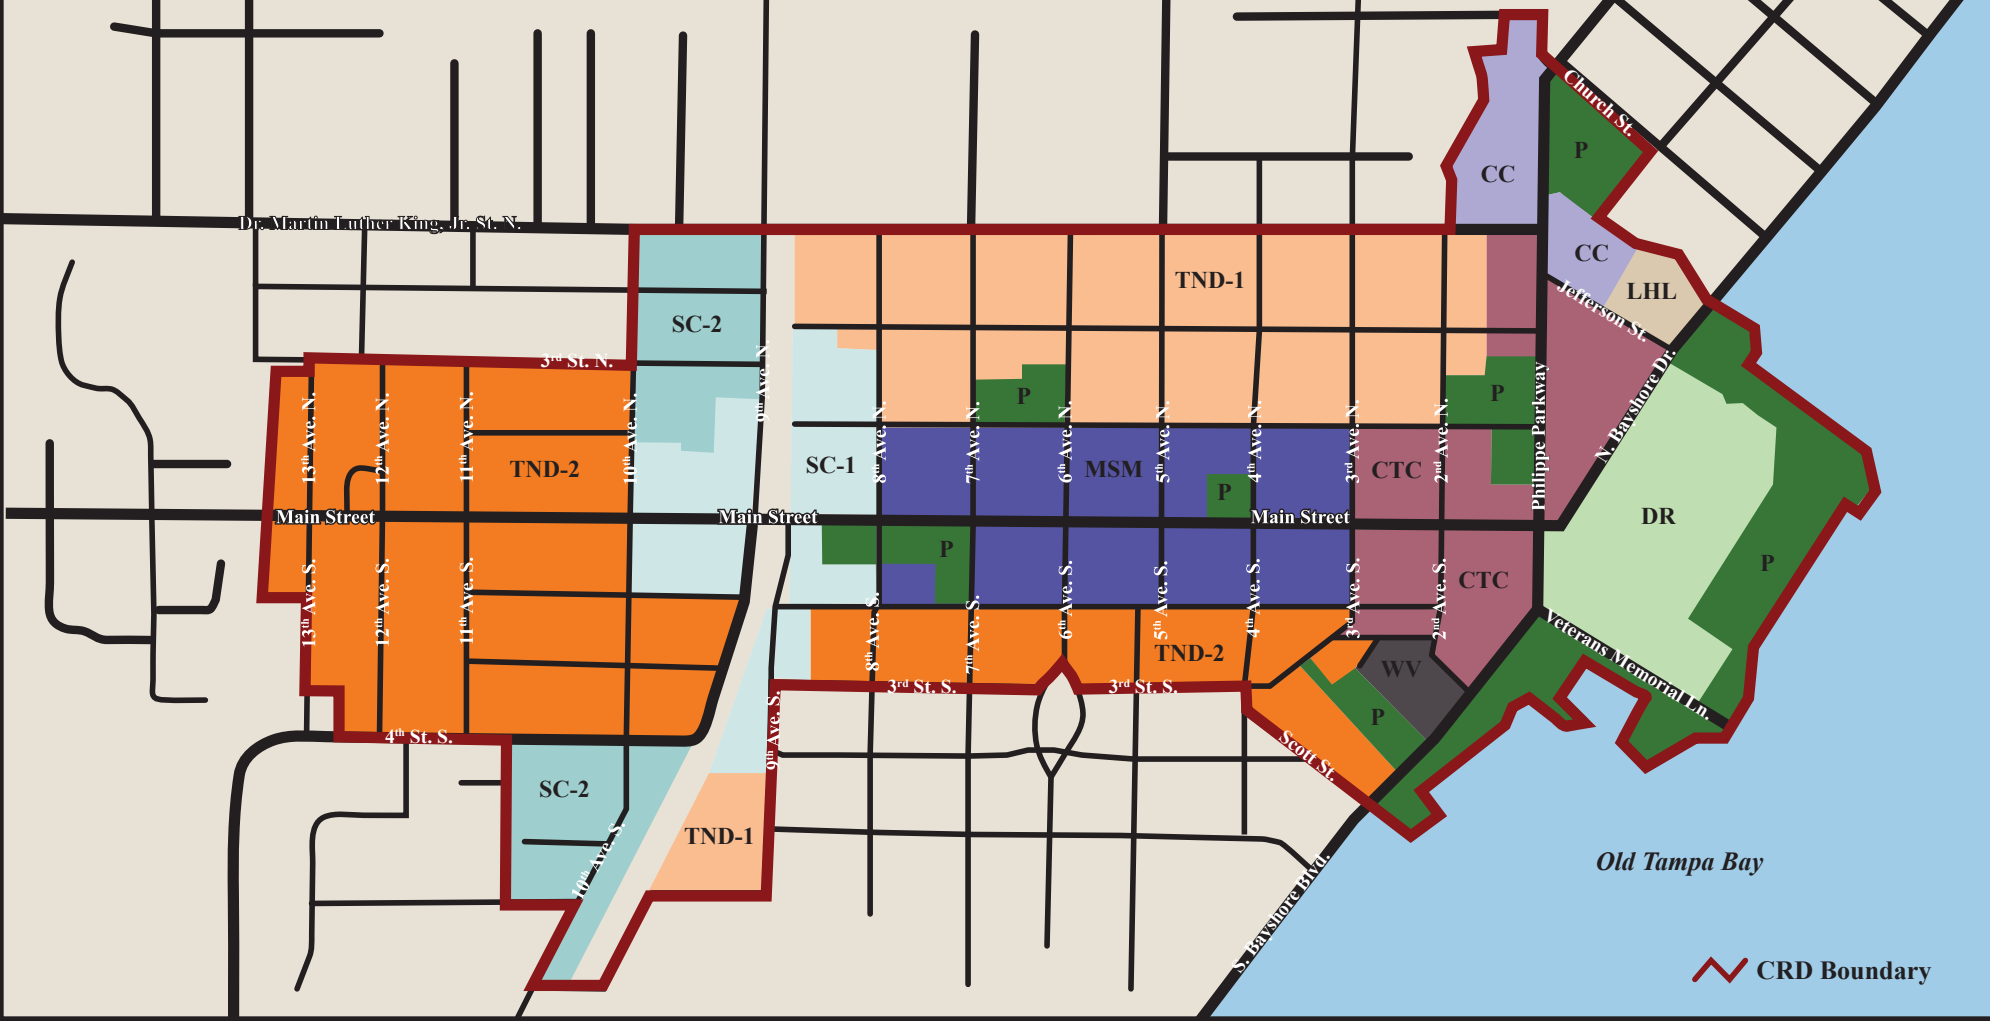 Church St.
P
CC
Dr. Martin Luther King, Jr. St. N.
CC
TND-1
LHL
Jefferson St.
SC-2
3rd St. N.
9th Ave. N.
N. Bayshore Dr.
P
P
Philippe Parkway
13th Ave. N.
12th Ave. N.
11th Ave. N.
10th Ave. N.
8th Ave. N.
7th Ave. N.
6th Ave. N.
5th Ave. N.
4th Ave. N.
3rd Ave. N.
2nd Ave. N.
TND-2
SC-1
MSM
CTC
P
Main Street
Main Street
Main Street
DR
P
P
CTC
13th Ave. S.
12th Ave. S.
11th Ave. S.
8th Ave. S.
7th Ave. S.
6th Ave. S.
5th Ave. S.
4th Ave. S.
3rd Ave. S.
2nd Ave. S.
TND-2
WV
Veterans Memorial Ln.
3rd St. S.
3rd St. S.
P
4th St. S.
9th Ave. S.
Scott St.
SC-2
TND-1
10th Ave. S.
Old Tampa Bay
S. Bayshore Blvd.
CRD Boundary